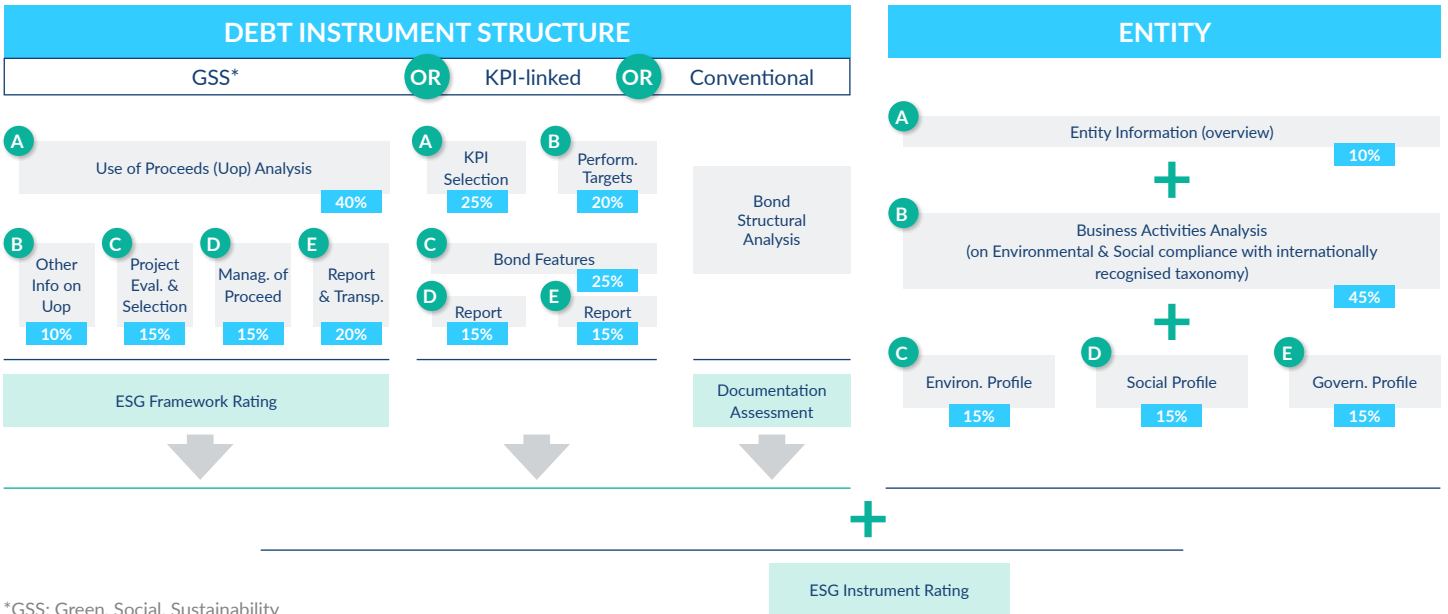 DEBT INSTRUMENT STRUCTURE
GSS*
OR
KPI-linked
OR
Conventional
A
Use of Proceeds (Uop) Analysis
40%
B
Other
Info on
Uop
10%
C
Project
Eval. &
Selection
15%
D
Manag. of
Proceed
15%
E
Report
& Transp.
20%
ESG Framework Rating
A
KPI
Selection
25%
B
Perform.
Targets
20%
C
Bond Features
25%
D
Report
15%
E
Report
15%
Bond
Structural
Analysis
Documentation
Assessment
ENTITY
A
Entity Information (overview)
10%
+
B
Business Activities Analysis
(on Environmental & Social compliance with internationally
recognised taxonomy)
45%
+
C
Environ. Profile
15%
D
Social Profile
15%
E
Govern. Profile
15%
+
ESG Instrument Rating
*GSS: Green, Social, Sustainability